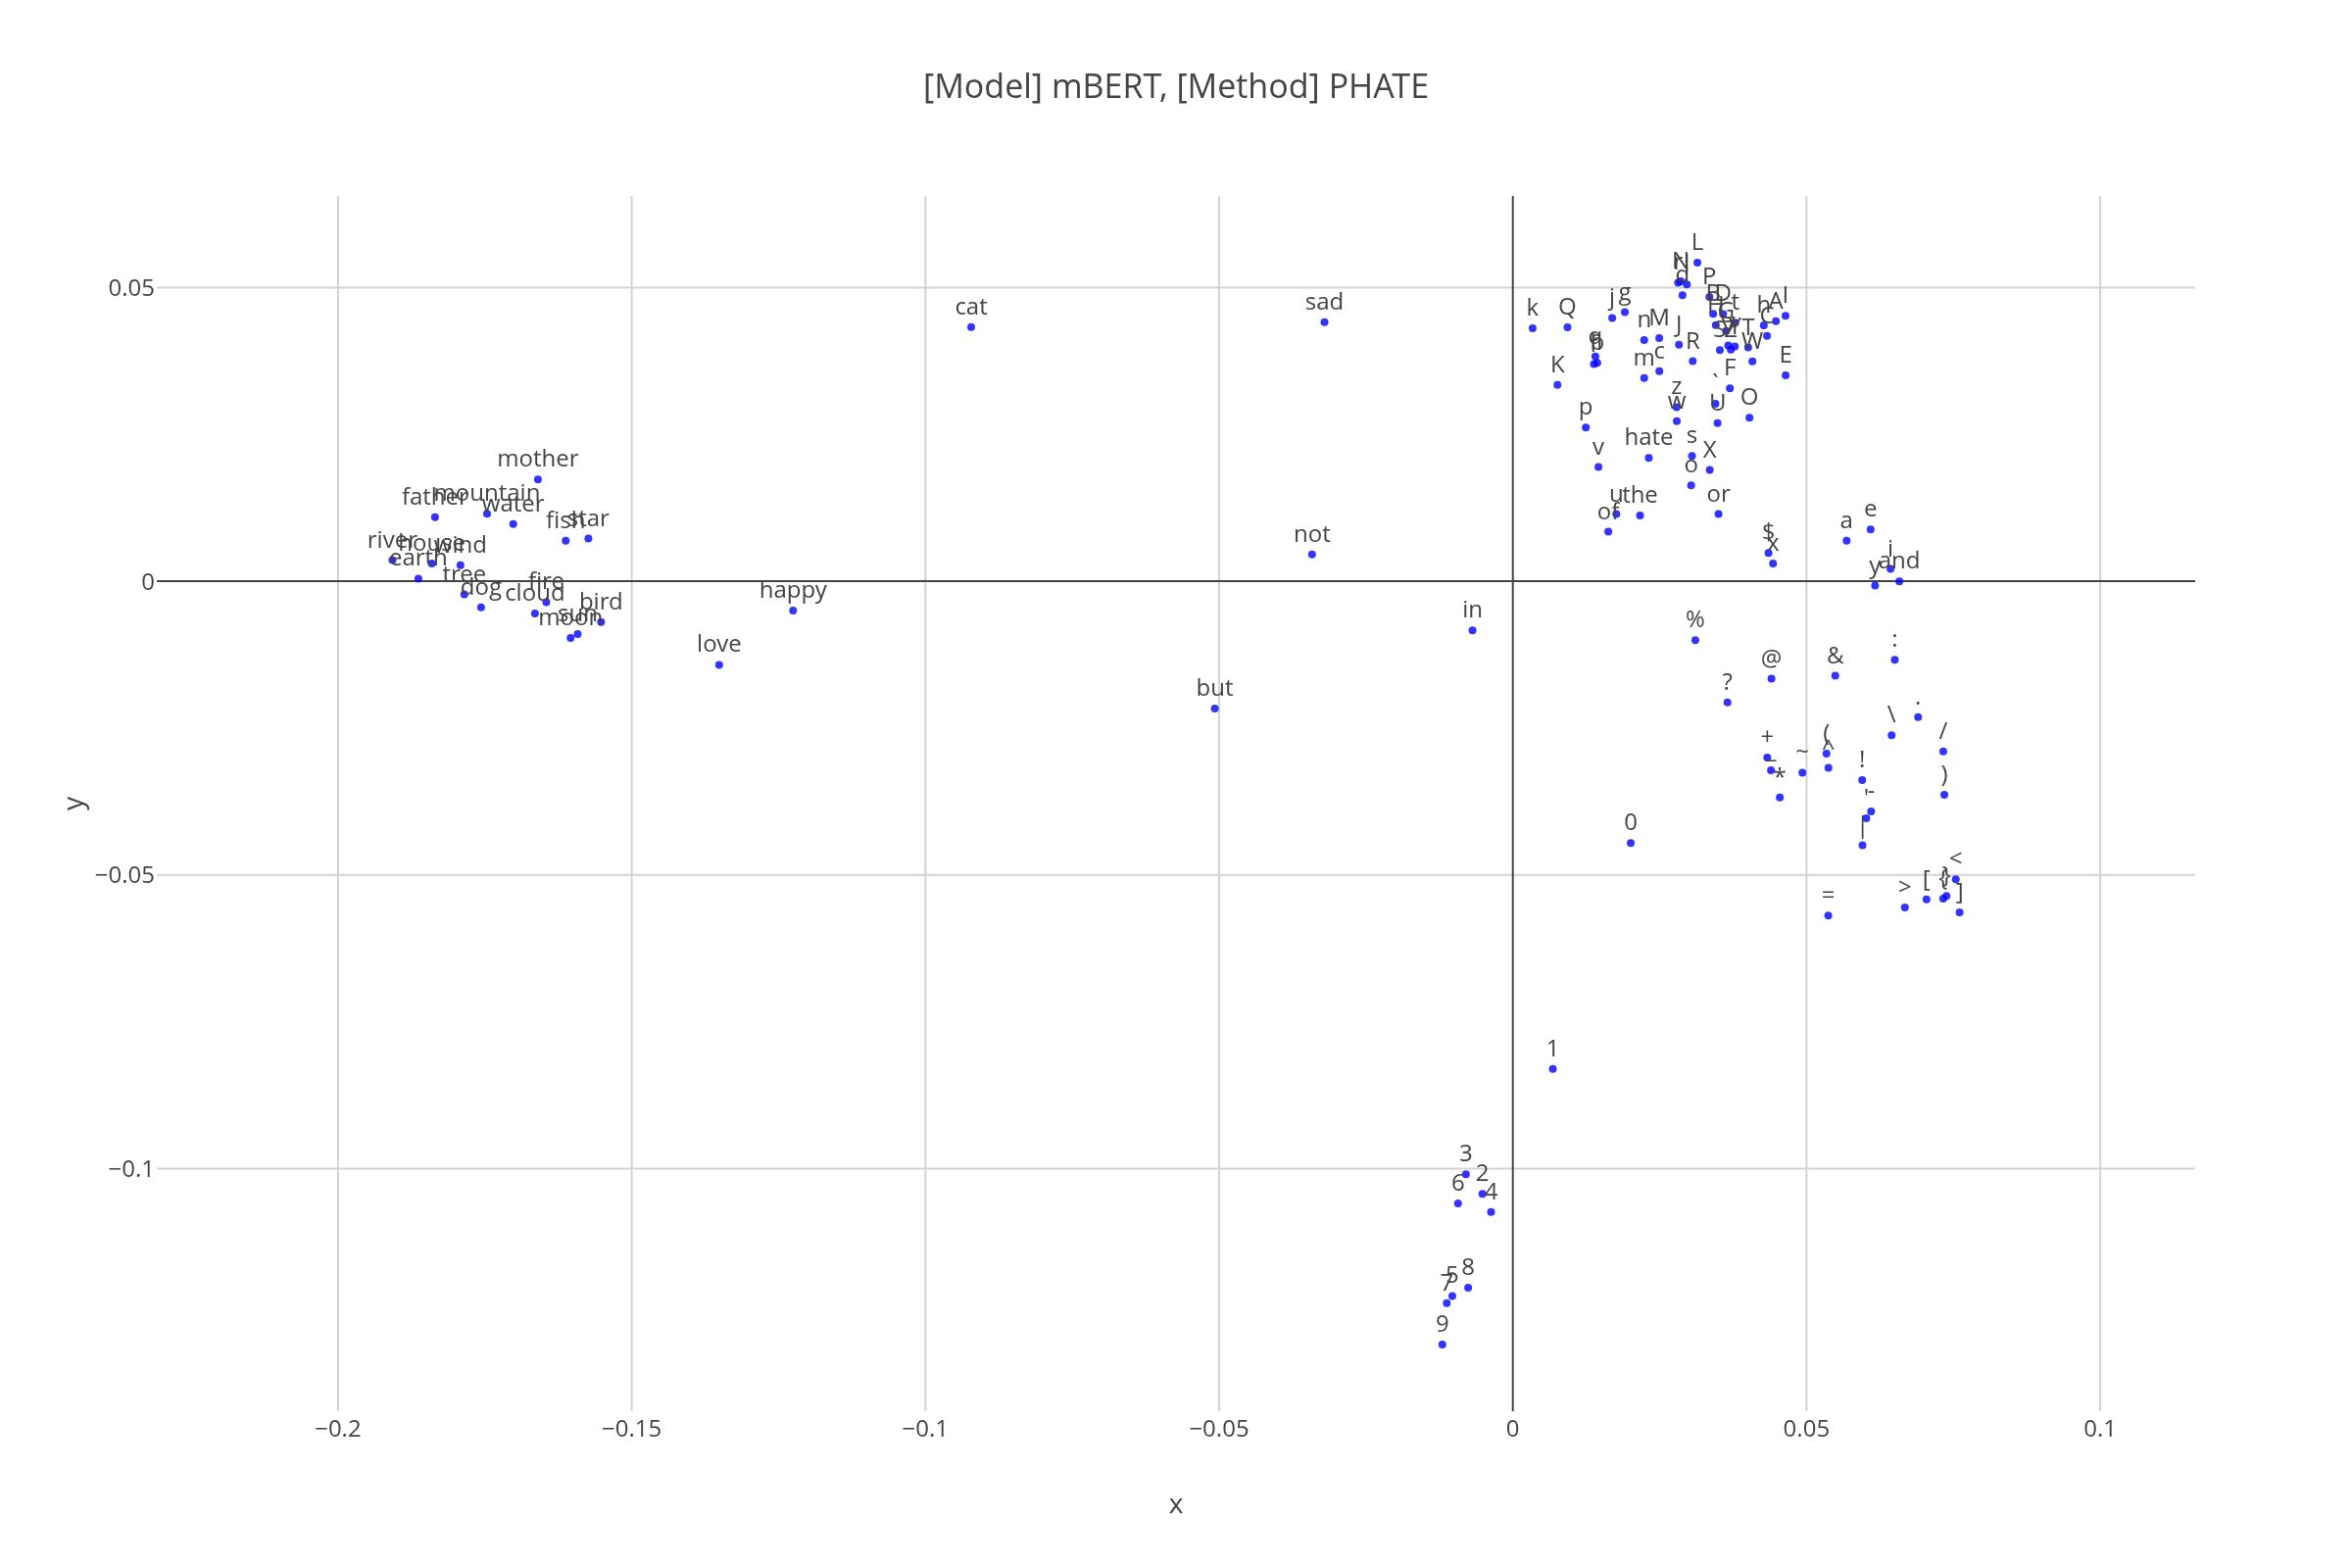 [Model] mBERT, [Method] PHATE
L
N
d
P
B
D
t
h
A
l
k
Q
j
g
n
M
J
R
C
T
W
S
E
q
b
K
m
c
F
`
z
w
U
O
p
v
hate
s
X
o
u
the
or
of
cat
sad
mother
father
mountain
water
fish
star
river
house
wind
earth
tree
dog
fire
cloud
bird
sun
moon
happy
love
not
in
but
$
x
a
e
i
and
y
%
@
&
:
?
\
.
/
+
_
*
~
(
^
!
)
'
-
|
0
<
=
>
[
{
}
]
1
3
2
6
4
8
5
7
9
0.05
0
−0.05
−0.1
−0.2
−0.15
−0.1
−0.05
0
0.05
0.1
x
y